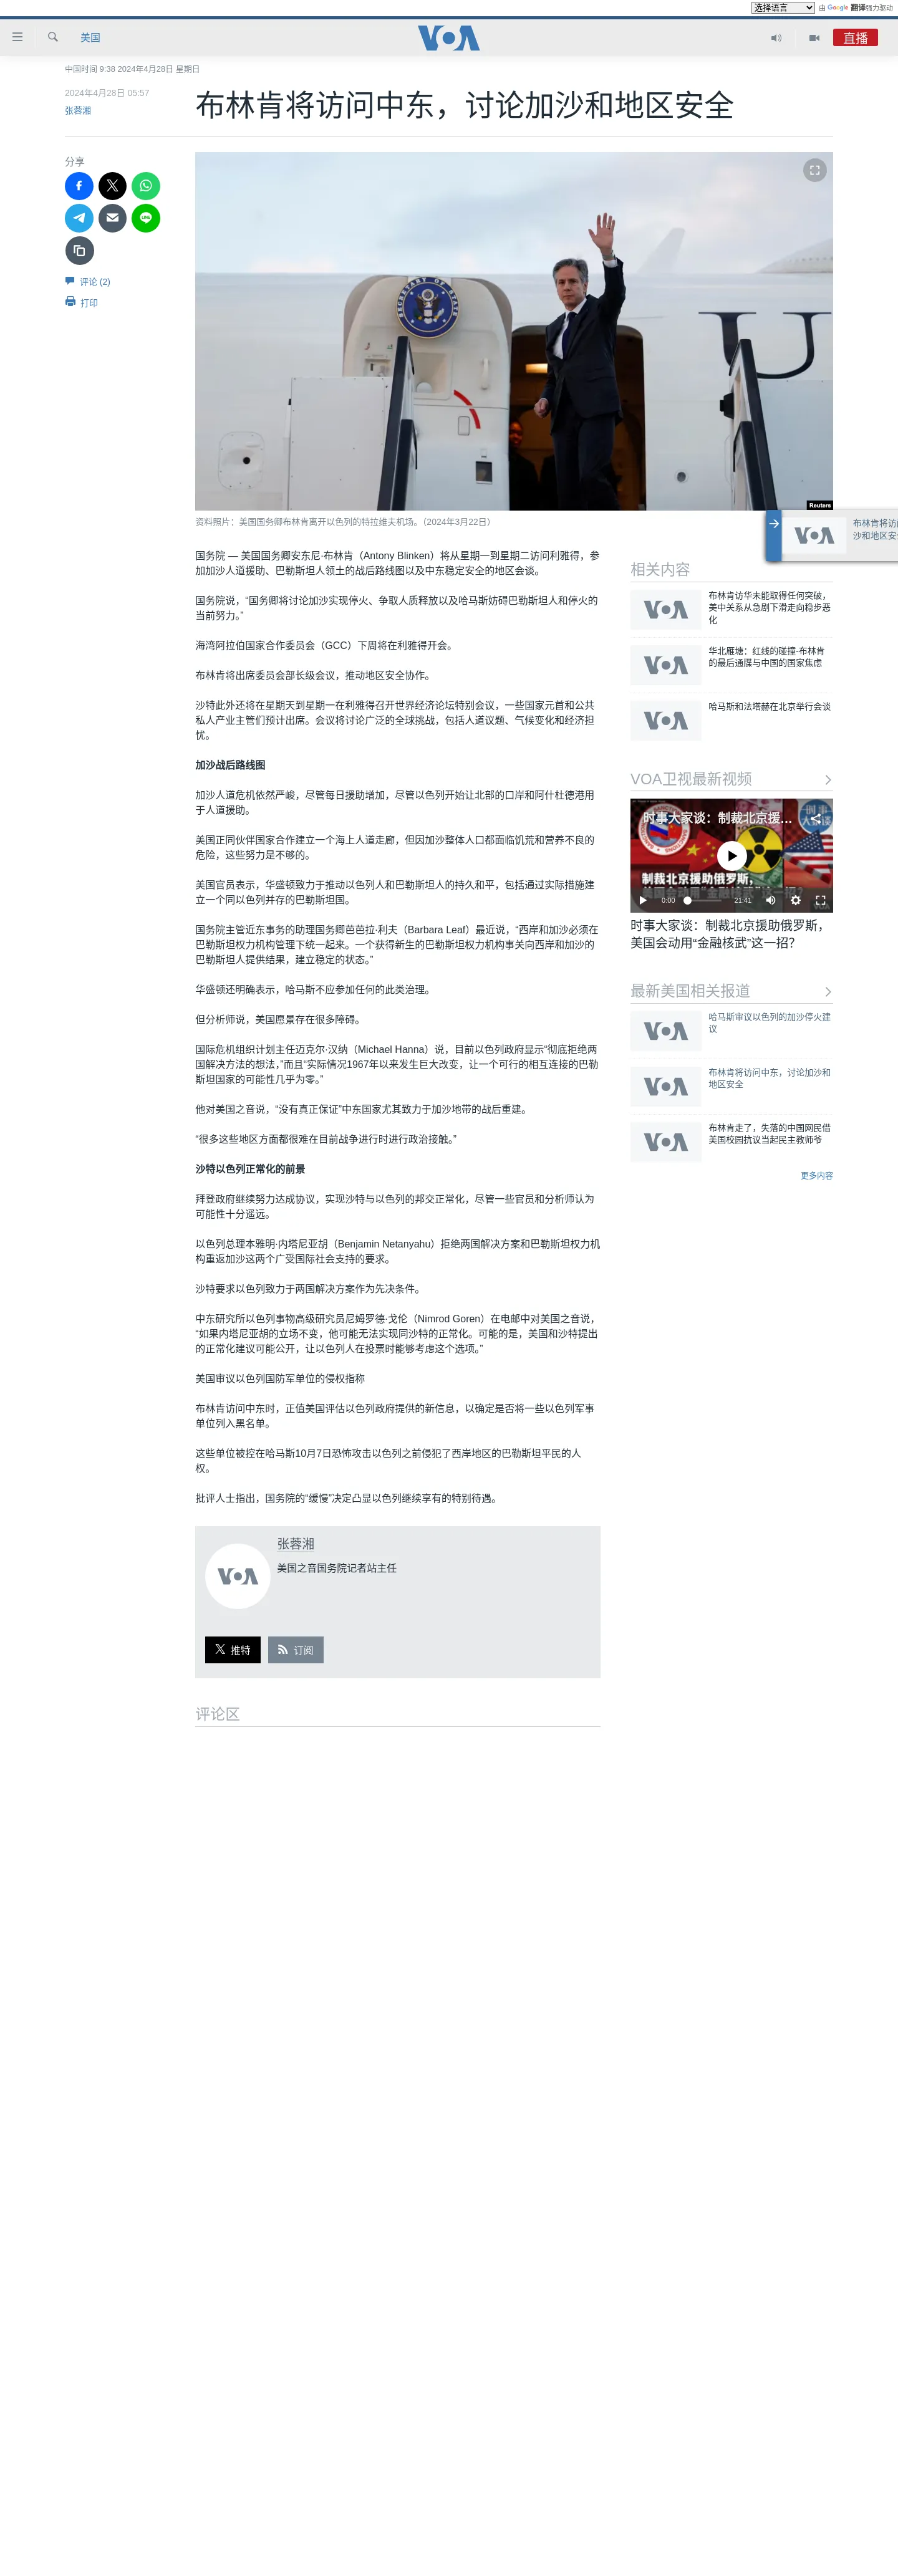 选择语言 由 Google 翻译强力驱动
美国 VOA 直播
中国时间 9:38 2024年4月28日 星期日
2024年4月28日 05:57
张蓉湘
布林肯将访问中东，讨论加沙和地区安全
分享
评论 (2)
打印
Reuters
资料照片：美国国务卿布林肯离开以色列的特拉维夫机场。（2024年3月22日）
国务院 — 美国国务卿安东尼·布林肯（Antony Blinken）将从星期一到星期二访问利雅得，参
加加沙人道援助、巴勒斯坦人领土的战后路线图以及中东稳定安全的地区会谈。
国务院说，“国务卿将讨论加沙实现停火、争取人质释放以及哈马斯妨碍巴勒斯坦人和停火的
当前努力。”
海湾阿拉伯国家合作委员会（GCC）下周将在利雅得开会。
布林肯将出席委员会部长级会议，推动地区安全协作。
沙特此外还将在星期天到星期一在利雅得召开世界经济论坛特别会议，一些国家元首和公共
私人产业主管们预计出席。会议将讨论广泛的全球挑战，包括人道议题、气候变化和经济担
忧。
加沙战后路线图
加沙人道危机依然严峻，尽管每日援助增加，尽管以色列开始让北部的口岸和阿什杜德港用
于人道援助。
美国正同伙伴国家合作建立一个海上人道走廊，但因加沙整体人口都面临饥荒和营养不良的
危险，这些努力是不够的。
美国官员表示，华盛顿致力于推动以色列人和巴勒斯坦人的持久和平，包括通过实际措施建
立一个同以色列并存的巴勒斯坦国。
国务院主管近东事务的助理国务卿芭芭拉·利夫（Barbara Leaf）最近说，“西岸和加沙必须在
巴勒斯坦权力机构管理下统一起来。一个获得新生的巴勒斯坦权力机构事关向西岸和加沙的
巴勒斯坦人提供结果，建立稳定的状态。”
华盛顿还明确表示，哈马斯不应参加任何的此类治理。
但分析师说，美国愿景存在很多障碍。
国际危机组织计划主任迈克尔·汉纳（Michael Hanna）说，目前以色列政府显示“彻底拒绝两
国解决方法的想法，”而且“实际情况1967年以来发生巨大改变，让一个可行的相互连接的巴勒
斯坦国家的可能性几乎为零。”
他对美国之音说，“没有真正保证”中东国家尤其致力于加沙地带的战后重建。
“很多这些地区方面都很难在目前战争进行时进行政治接触。”
沙特以色列正常化的前景
拜登政府继续努力达成协议，实现沙特与以色列的邦交正常化，尽管一些官员和分析师认为
可能性十分遥远。
以色列总理本雅明·内塔尼亚胡（Benjamin Netanyahu）拒绝两国解决方案和巴勒斯坦权力机
构重返加沙这两个广受国际社会支持的要求。
沙特要求以色列致力于两国解决方案作为先决条件。
中东研究所以色列事物高级研究员尼姆罗德·戈伦（Nimrod Goren）在电邮中对美国之音说，
“如果内塔尼亚胡的立场不变，他可能无法实现同沙特的正常化。可能的是，美国和沙特提出
的正常化建议可能公开，让以色列人在投票时能够考虑这个选项。”
美国审议以色列国防军单位的侵权指称
布林肯访问中东时，正值美国评估以色列政府提供的新信息，以确定是否将一些以色列军事
单位列入黑名单。
这些单位被控在哈马斯10月7日恐怖攻击以色列之前侵犯了西岸地区的巴勒斯坦平民的人
权。
批评人士指出，国务院的“缓慢”决定凸显以色列继续享有的特别待遇。
VOA
张蓉湘
美国之音国务院记者站主任
推特
订阅
评论区
VOA
布林肯将访
沙和地区安
相关内容
VOA
布林肯访华未能取得任何突破，
美中关系从急剧下滑走向稳步恶
化
VOA
华北雁塘：红线的碰撞-布林肯
的最后通牒与中国的国家焦虑
VOA
哈马斯和法塔赫在北京举行会谈
VOA卫视最新视频
时事大家谈：制裁北京援...
制裁北京援助俄罗斯，
0:00 21:41
时事大家谈：制裁北京援助俄罗斯，
美国会动用“金融核武”这一招？
最新美国相关报道
VOA
哈马斯审议以色列的加沙停火建
议
VOA
布林肯将访问中东，讨论加沙和
地区安全
VOA
布林肯走了，失落的中国网民借
美国校园抗议当起民主教师爷
更多内容